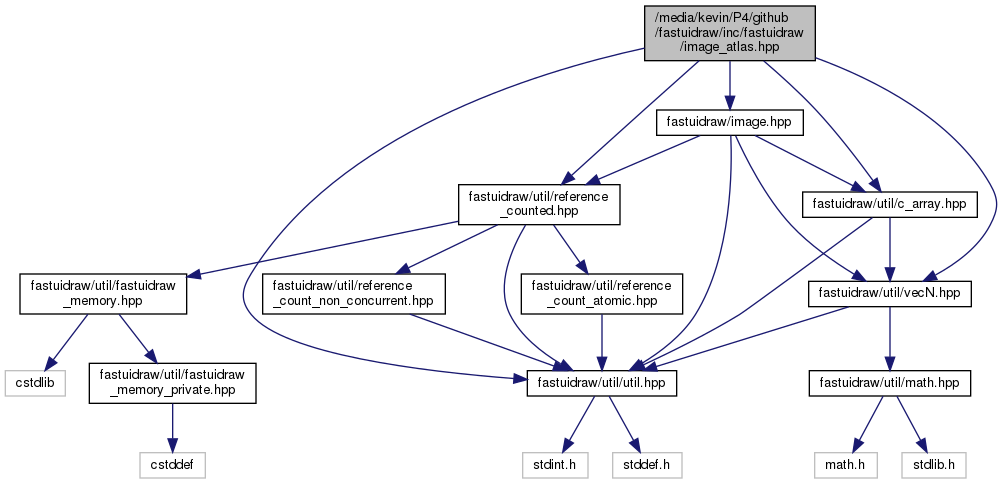 /media/kevin/P4/github
/fastuidraw/inc/fastuidraw
/image_atlas.hpp
fastuidraw/image.hpp
fastuidraw/util/reference
_counted.hpp
fastuidraw/util/c_array.hpp
fastuidraw/util/fastuidraw
_memory.hpp
fastuidraw/util/reference
_count_non_concurrent.hpp
fastuidraw/util/reference
_count_atomic.hpp
fastuidraw/util/vecN.hpp
cstdlib
fastuidraw/util/fastuidraw
_memory_private.hpp
fastuidraw/util/util.hpp
fastuidraw/util/math.hpp
cstddef
stdint.h
stddef.h
math.h
stdlib.h